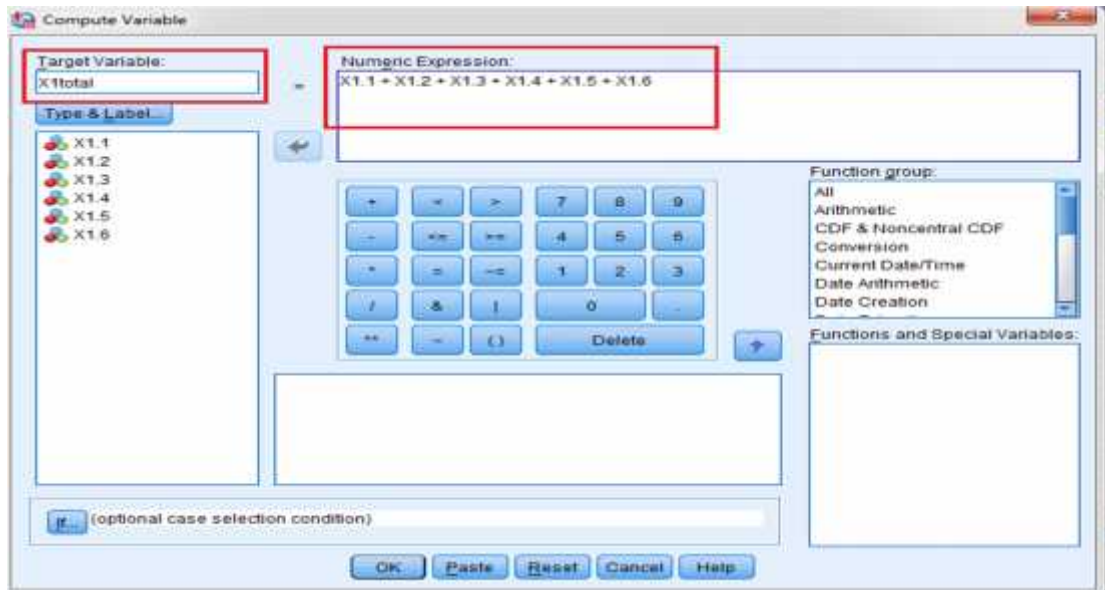 Compute Variable
Target Variable:
X1total
=
Numeric Expression:
X1.1 + X1.2 + X1.3 + X1.4 + X1.5 + X1.6
Type & Label...
X1.1
X1.2
X1.3
X1.4
X1.5
X1.6
+ < > 7 8 9
- <= >= 4 5 6
* = ~= 1 2 3
/ & | 0 .
** ~ ( ) Delete
Function group:
All
Arithmetic
CDF & Noncentral CDF
Conversion
Current Date/Time
Date Arithmetic
Date Creation
Functions and Special Variables:
If... (optional case selection condition)
OK Paste Reset Cancel Help